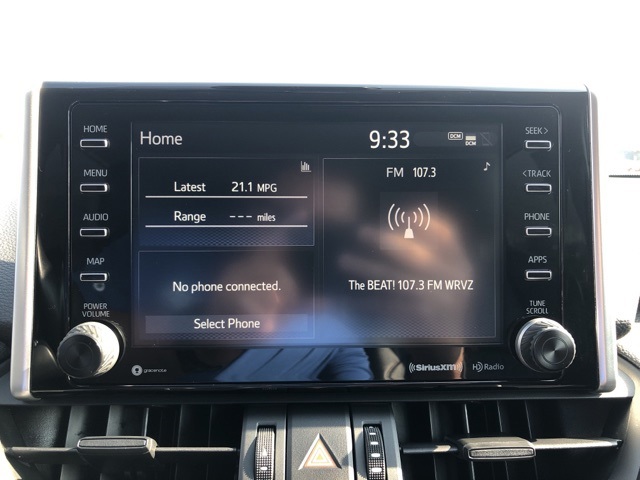 HOME
MENU
AUDIO
MAP
POWER
VOLUME
Home
9:33
DCM
DCM
Latest 21.1 MPG
Range --- miles
No phone connected.
Select Phone
FM 107.3
The BEAT! 107.3 FM WRVZ
gracenote
SiriusXM
HD Radio
SEEK >
< TRACK
PHONE
APPS
TUNE
SCROLL